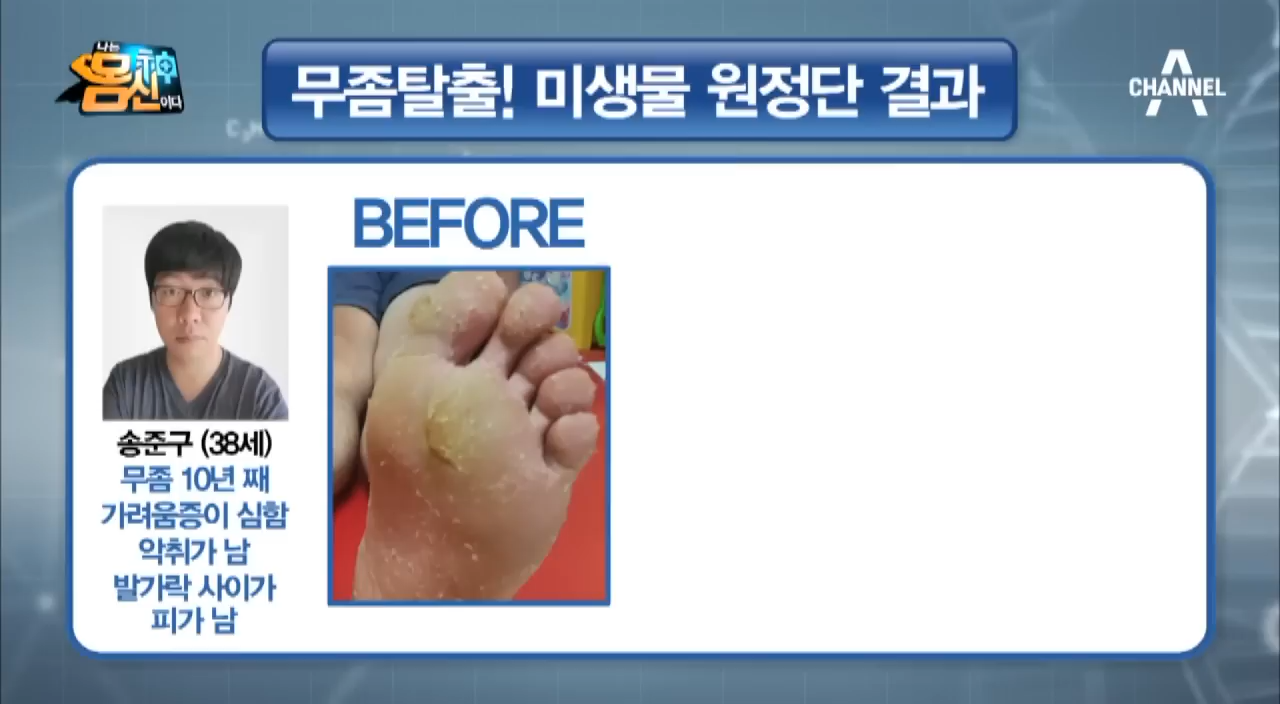 나는
몸신神
이다
무좀탈출! 미생물 원정단 결과
CHANNEL A
BEFORE
송준구 (38세)
무좀 10년 째
가려움증이 심함
악취가 남
발가락 사이가
피가 남